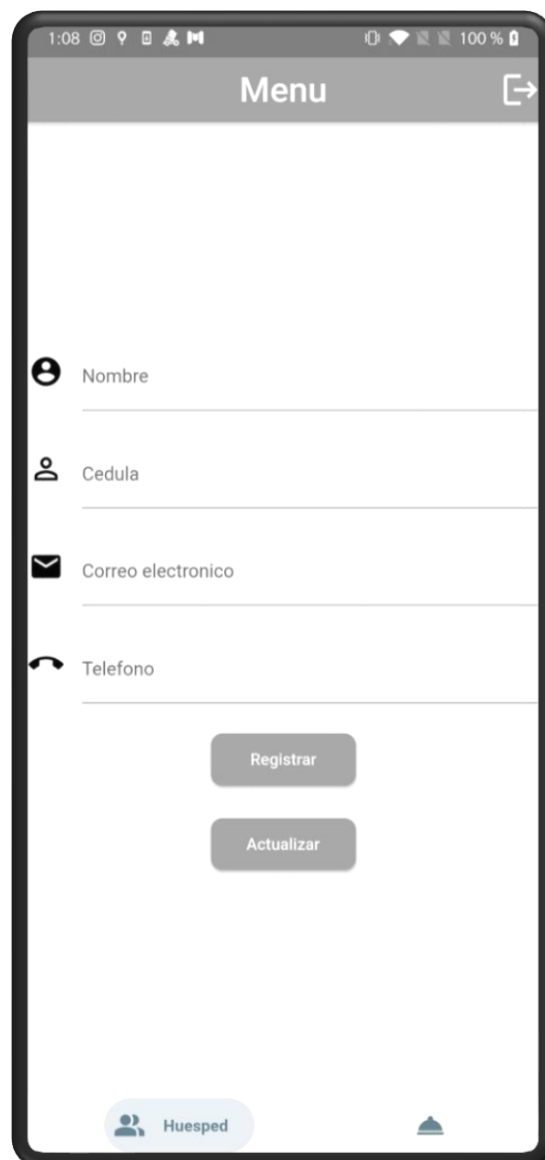 1:08 100 %
Menu
Nombre
Cedula
Correo electronico
Telefono
Registrar
Actualizar
Huesped